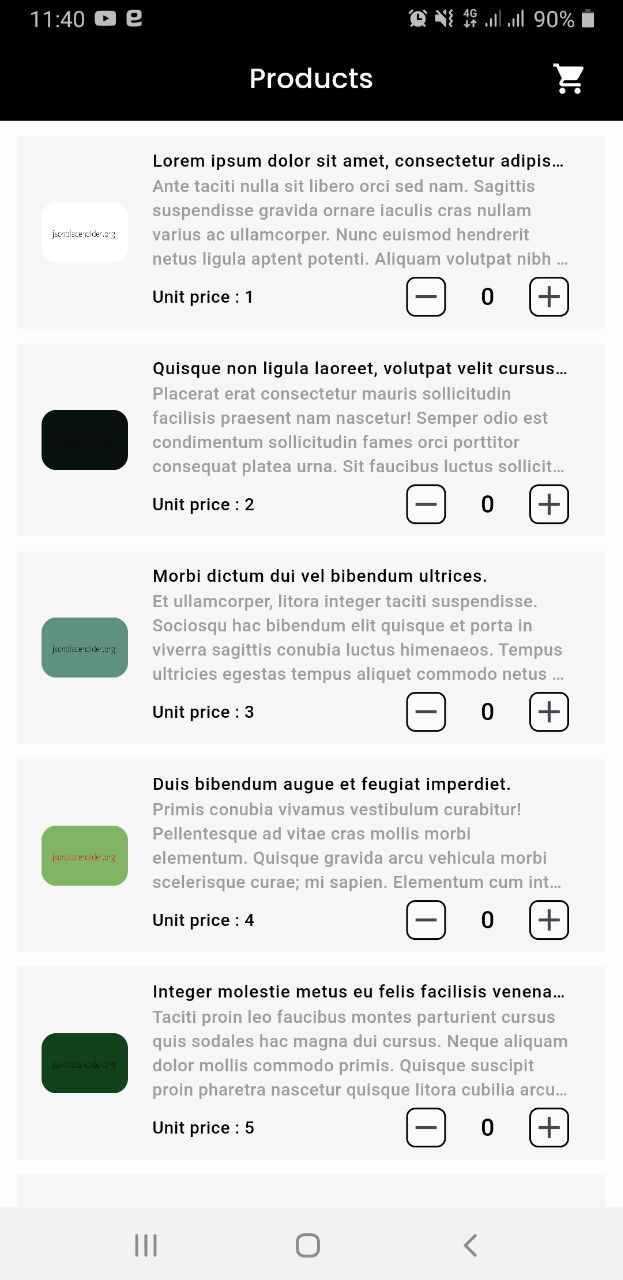 11:40
4G
90%
Products
Lorem ipsum dolor sit amet, consectetur adipis…
Ante taciti nulla sit libero orci sed nam. Sagittis
suspendisse gravida ornare iaculis cras nullam
varius ac ullamcorper. Nunc euismod hendrerit
netus ligula aptent potenti. Aliquam volutpat nibh …
jsonplaceholder.org
Unit price : 1
0
Quisque non ligula laoreet, volutpat velit cursus…
Placerat erat consectetur mauris sollicitudin
facilisis praesent nam nascetur! Semper odio est
condimentum sollicitudin fames orci porttitor
consequat platea urna. Sit faucibus luctus sollicit…
Unit price : 2
0
Morbi dictum dui vel bibendum ultrices.
Et ullamcorper, litora integer taciti suspendisse.
Sociosqu hac bibendum elit quisque et porta in
viverra sagittis conubia luctus himenaeos. Tempus
ultricies egestas tempus aliquet commodo netus …
jsonplaceholder.org
Unit price : 3
0
Duis bibendum augue et feugiat imperdiet.
Primis conubia vivamus vestibulum curabitur!
Pellentesque ad vitae cras mollis morbi
elementum. Quisque gravida arcu vehicula morbi
scelerisque curae; mi sapien. Elementum cum int…
jsonplaceholder.org
Unit price : 4
0
Integer molestie metus eu felis facilisis venena…
Taciti proin leo faucibus montes parturient cursus
quis sodales hac magna dui cursus. Neque aliquam
dolor mollis commodo primis. Quisque suscipit
proin pharetra nascetur quisque litora cubilia arcu…
jsonplaceholder.org
Unit price : 5
0